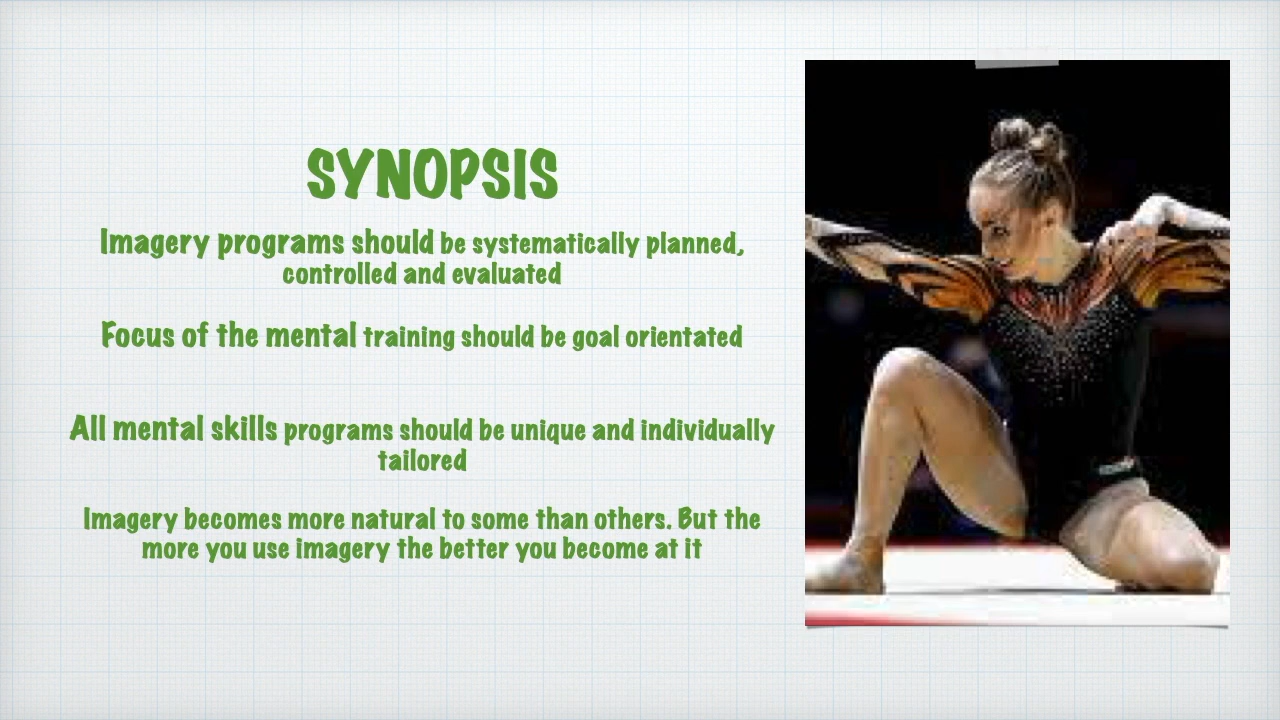 SYNOPSIS
Imagery programs should be systematically planned,
controlled and evaluated
Focus of the mental training should be goal orientated
All mental skills programs should be unique and individually
tailored
Imagery becomes more natural to some than others. But the
more you use imagery the better you become at it